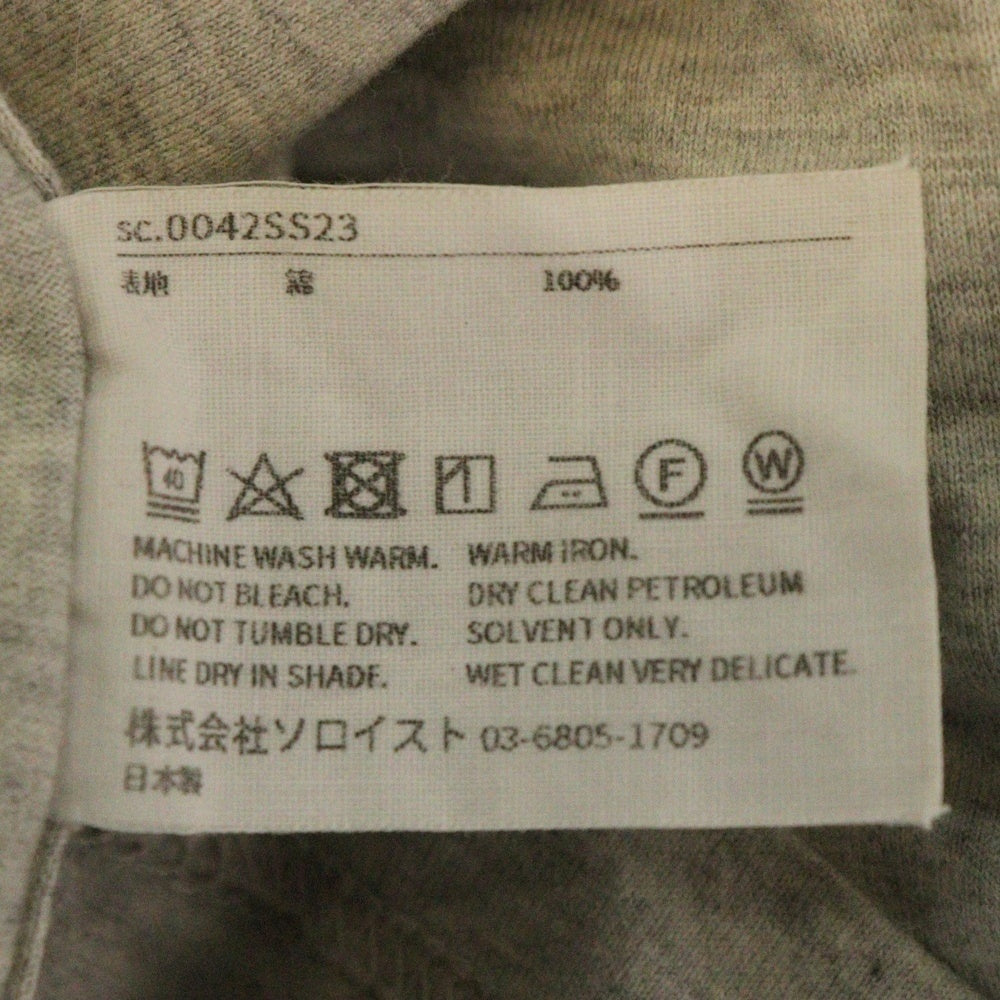 sc.0042SS23
表地 綿 100%
40 F W
MACHINE WASH WARM. WARM IRON.
DO NOT BLEACH. DRY CLEAN PETROLEUM
DO NOT TUMBLE DRY. SOLVENT ONLY.
LINE DRY IN SHADE. WET CLEAN VERY DELICATE.
株式会社ソロイスト 03-6805-1709
日本製